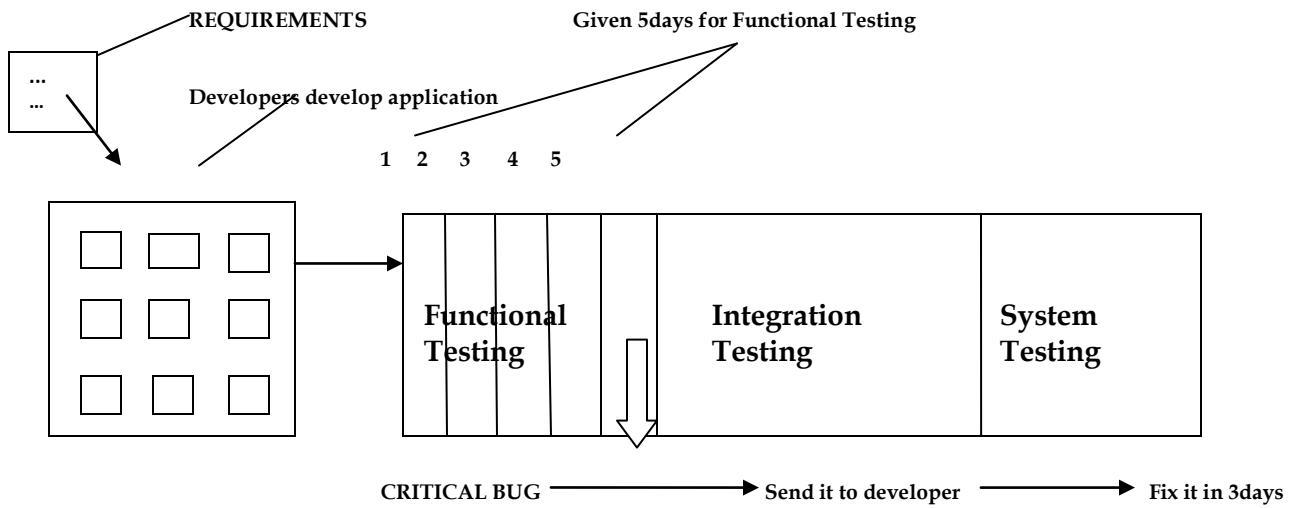 REQUIREMENTS
Given 5days for Functional Testing
...
...
Developers develop application
1 2 3 4 5
Functional
Testing
Integration
Testing
System
Testing
CRITICAL BUG
Send it to developer
Fix it in 3days